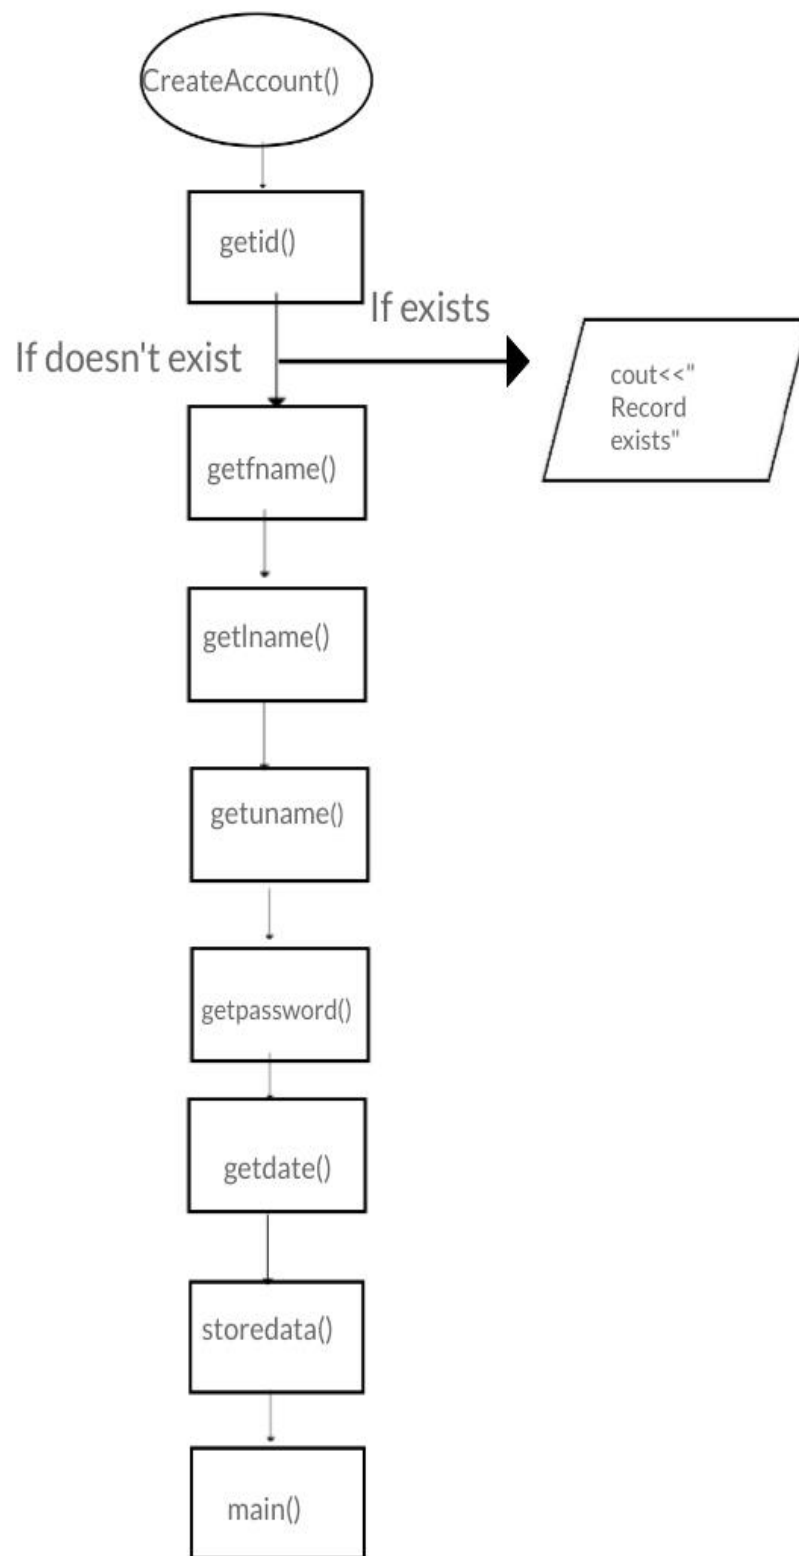 CreateAccount()
getid()
If exists
If doesn't exist
cout<<"
Record
exists"
getfname()
getlname()
getuname()
getpassword()
getdate()
storedata()
main()